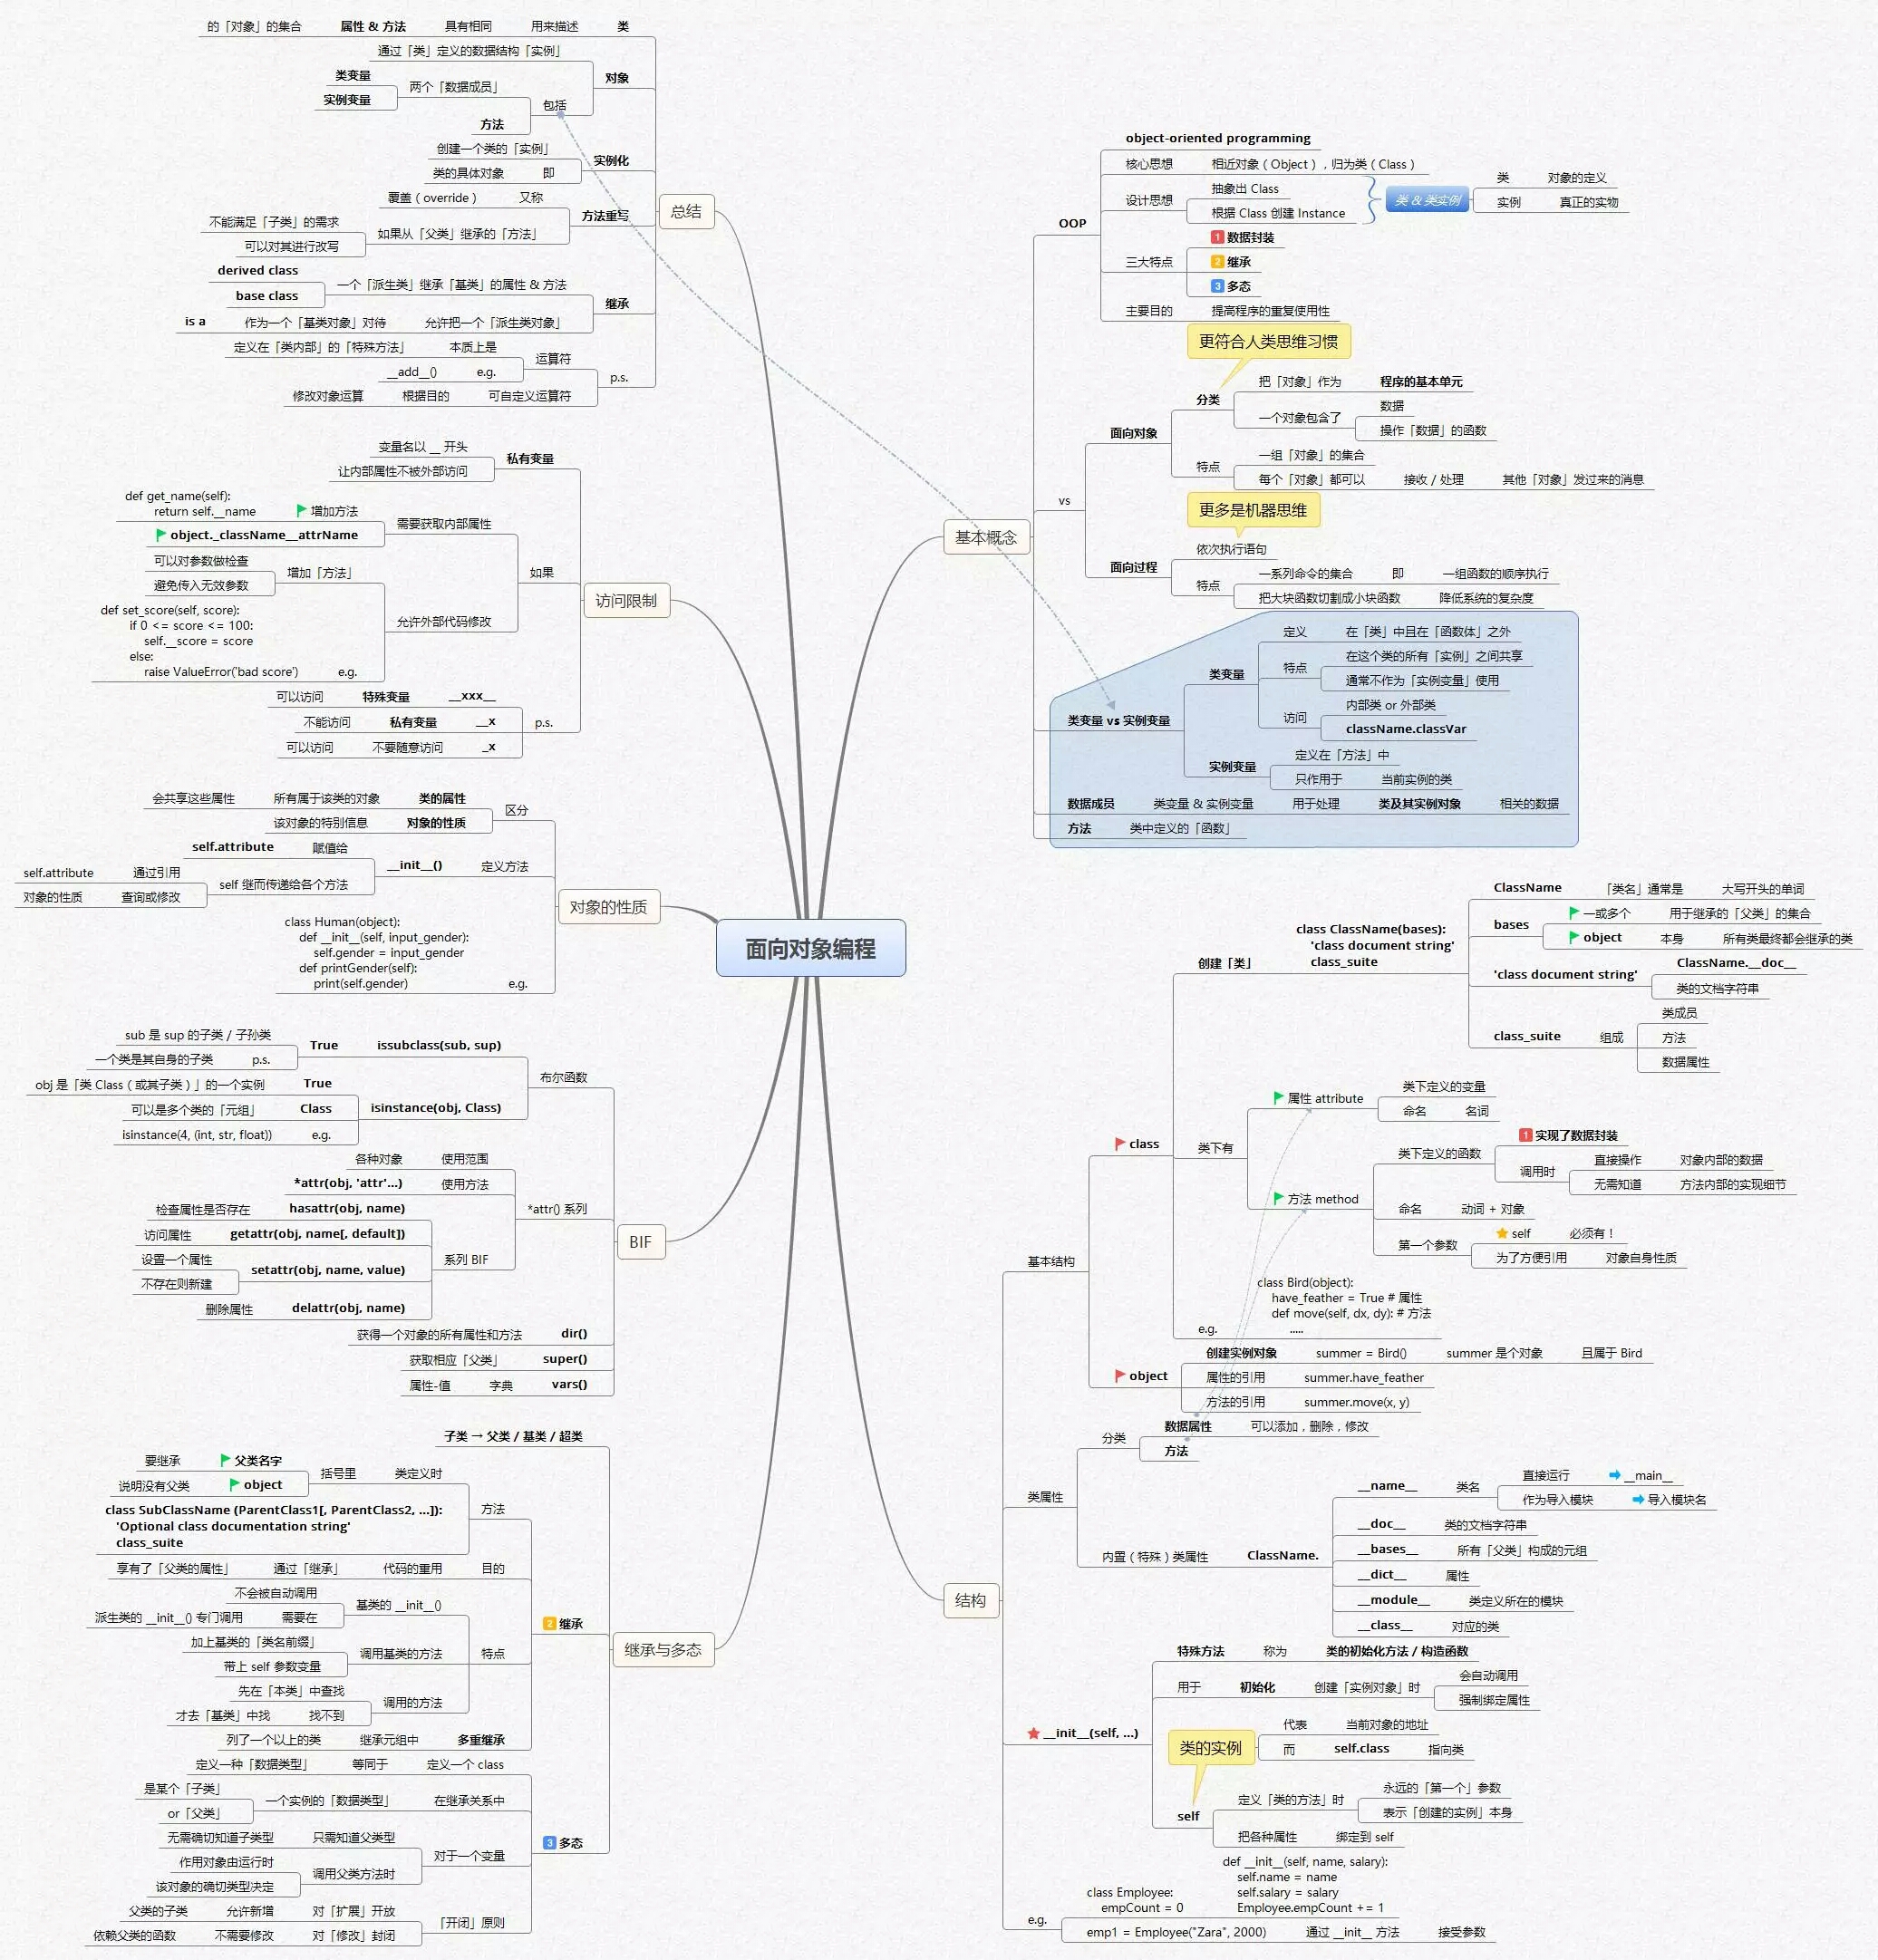 面向对象编程
基本概念
OOP
object-oriented programming
核心思想 相近对象（Object），归为类（Class）
设计思想
抽象出 Class
根据 Class 创建 Instance
类 & 类实例
类 对象的定义
实例 真正的实物
三大特点
1 数据封装
2 继承
3 多态
主要目的 提高程序的重复使用性
vs
更符合人类思维习惯
面向对象
分类
把「对象」作为 程序的基本单元
一个对象包含了
数据
操作「数据」的函数
特点
一组「对象」的集合
每个「对象」都可以 接收 / 处理 其他「对象」发过来的消息
更多是机器思维
面向过程
依次执行语句
特点
一系列命令的集合 即 一组函数的顺序执行
把大块函数切割成小块函数 降低系统的复杂度
类变量 vs 实例变量
类变量
定义 在「类」中且在「函数体」之外
特点
在这个类的所有「实例」之间共享
通常不作为「实例变量」使用
访问
内部类 or 外部类
className.classVar
实例变量
定义在「方法」中
只作用于 当前实例的类
数据成员 类变量 & 实例变量 用于处理 类及其实例对象 相关的数据
方法 类中定义的「函数」
结构
基本结构
class
创建「类」
class ClassName(bases):
'class document string'
class_suite
ClassName 「类名」通常是 大写开头的单词
bases
一或多个 用于继承的「父类」的集合
object 本身 所有类最终都会继承的类
'class document string'
ClassName.__doc__
类的文档字符串
class_suite 组成
类成员
方法
数据属性
类下有
属性 attribute
类下定义的变量
命名 名词
方法 method
类下定义的函数
1 实现了数据封装
调用时
直接操作 对象内部的数据
无需知道 方法内部的实现细节
命名 动词 + 对象
第一个参数
self 必须有！
为了方便引用 对象自身性质
e.g.
class Bird(object):
have_feather = True # 属性
def move(self, dx, dy): # 方法
.....
object
创建实例对象 summer = Bird() summer 是个对象 且属于 Bird
属性的引用 summer.have_feather
方法的引用 summer.move(x, y)
类属性
分类
数据属性 可以添加，删除，修改
方法
内置（特殊）类属性 ClassName.
__name__ 类名
直接运行 __main__
作为导入模块 导入模块名
__doc__ 类的文档字符串
__bases__ 所有「父类」构成的元组
__dict__ 属性
__module__ 类定义所在的模块
__class__ 对应的类
__init__(self, ...)
特殊方法 称为 类的初始化方法 / 构造函数
用于 初始化 创建「实例对象」时
会自动调用
强制绑定属性
类的实例
代表 当前对象的地址
而 self.class 指向类
self
定义「类的方法」时
永远的「第一个」参数
表示「创建的实例」本身
把各种属性 绑定到 self
e.g.
class Employee:
empCount = 0
def __init__(self, name, salary):
self.name = name
self.salary = salary
Employee.empCount += 1
emp1 = Employee("Zara", 2000) 通过 __init__ 方法 接受参数
总结
的「对象」的集合 属性 & 方法 具有相同 用来描述 类
通过「类」定义的数据结构「实例」
对象
类变量
实例变量
两个「数据成员」
包括
方法
创建一个类的「实例」
实例化
类的具体对象 即
覆盖（override） 又称
方法重写
不能满足「子类」的需求
可以对其进行改写
如果从「父类」继承的「方法」
derived class
base class
一个「派生类」继承「基类」的属性 & 方法
继承
is a 作为一个「基类对象」对待 允许把一个「派生类对象」
定义在「类内部」的「特殊方法」 本质上是
运算符
__add__() e.g.
p.s.
修改对象运算 根据目的 可自定义运算符
访问限制
变量名以 __ 开头
私有变量
让内部属性不被外部访问
def get_name(self):
return self.__name
增加方法
需要获取内部属性
object._className__attrName
如果
可以对参数做检查
避免传入无效参数
增加「方法」
允许外部代码修改
def set_score(self, score):
if 0 <= score <= 100:
self.__score = score
else:
raise ValueError('bad score')
e.g.
可以访问 特殊变量 __xxx__
不能访问 私有变量 __x
p.s.
可以访问 不要随意访问 _x
对象的性质
会共享这些属性 所有属于该类的对象 类的属性
区分
该对象的特别信息 对象的性质
self.attribute 赋值给
__init__() 定义方法
self.attribute 通过引用
对象的性质 查询或修改
self 继而传递给各个方法
class Human(object):
def __init__(self, input_gender):
self.gender = input_gender
def printGender(self):
print(self.gender)
e.g.
BIF
sub 是 sup 的子类 / 子孙类
True issubclass(sub, sup)
一个类是其自身的子类 p.s.
布尔函数
obj 是「类 Class（或其子类）」的一个实例 True
可以是多个类的「元组」 Class
isinstance(obj, Class)
isinstance(4, (int, str, float)) e.g.
各种对象 使用范围
*attr(obj, 'attr'...) 使用方法
*attr() 系列
检查属性是否存在 hasattr(obj, name)
访问属性 getattr(obj, name[, default])
系列 BIF
设置一个属性
不存在则新建
setattr(obj, name, value)
删除属性 delattr(obj, name)
获得一个对象的所有属性和方法 dir()
获取相应「父类」 super()
属性-值 字典 vars()
继承与多态
子类 → 父类 / 基类 / 超类
要继承 父类名字
说明没有父类 object
括号里 类定义时
方法
class SubClassName (ParentClass1[, ParentClass2, ...]):
'Optional class documentation string'
class_suite
享有了「父类的属性」 通过「继承」 代码的重用 目的
2 继承
不会被自动调用
派生类的 __init__() 专门调用 需要在
基类的 __init__()
特点
加上基类的「类名前缀」
带上 self 参数变量
调用基类的方法
先在「本类」中查找
才去「基类」中找 找不到
调用的方法
列了一个以上的类 继承元组中 多重继承
定义一种「数据类型」 等同于 定义一个 class
是某个「子类」
or「父类」
一个实例的「数据类型」 在继承关系中
3 多态
无需确切知道子类型 只需知道父类型
对于一个变量
作用对象由运行时
该对象的确切类型决定
调用父类方法时
父类的子类 允许新增 对「扩展」开放
「开闭」原则
依赖父类的函数 不需要修改 对「修改」封闭